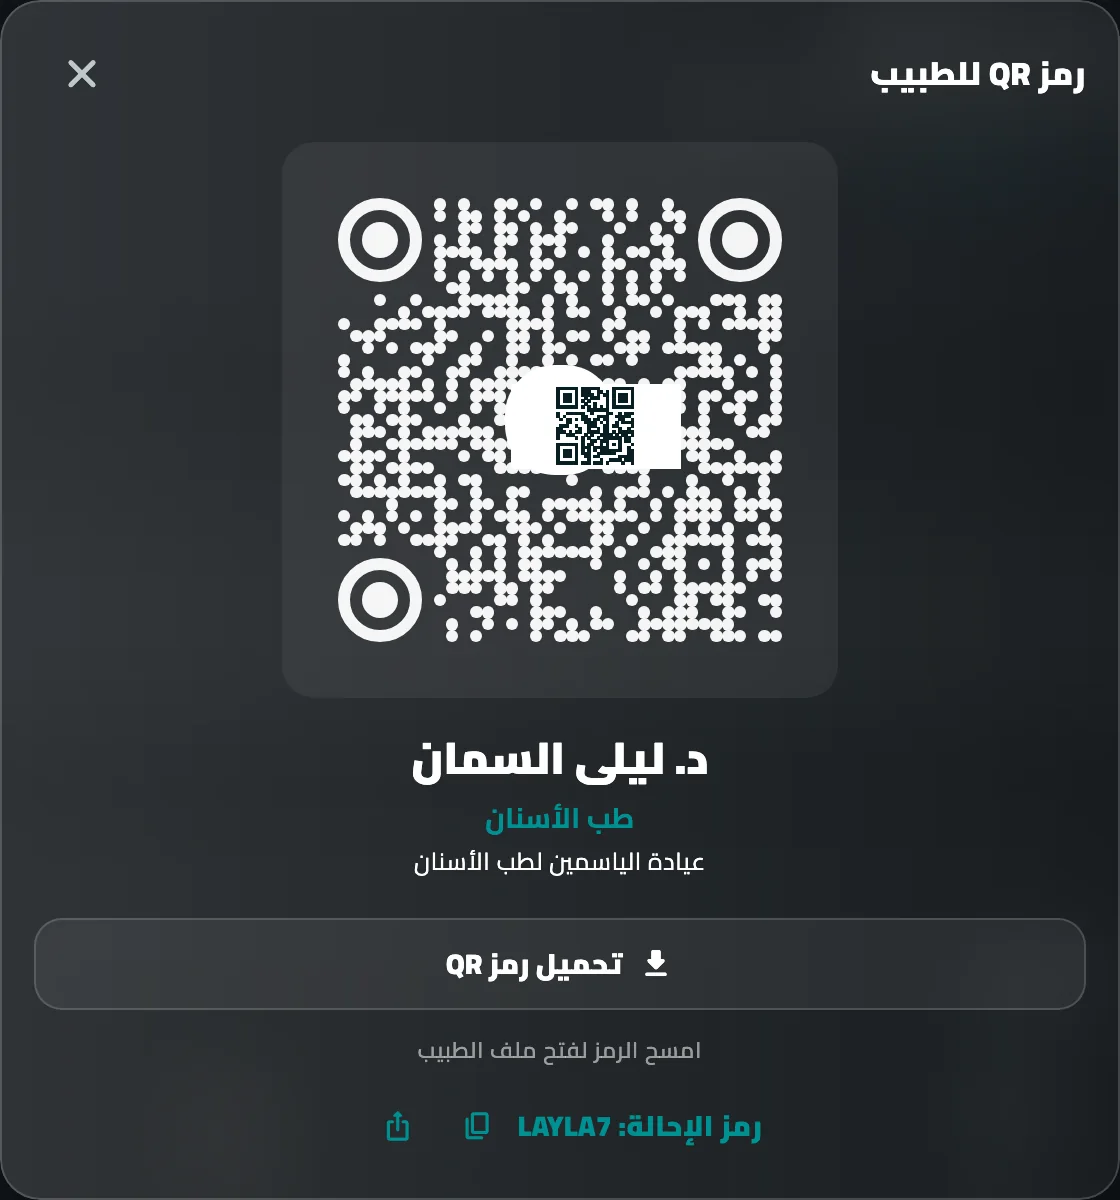 رمز QR للطبيب
د. ليلى السمان
طب الأسنان
عيادة الياسمين لطب الأسنان
تحميل رمز QR
امسح الرمز لفتح ملف الطبيب
رمز الإحالة: LAYLA7